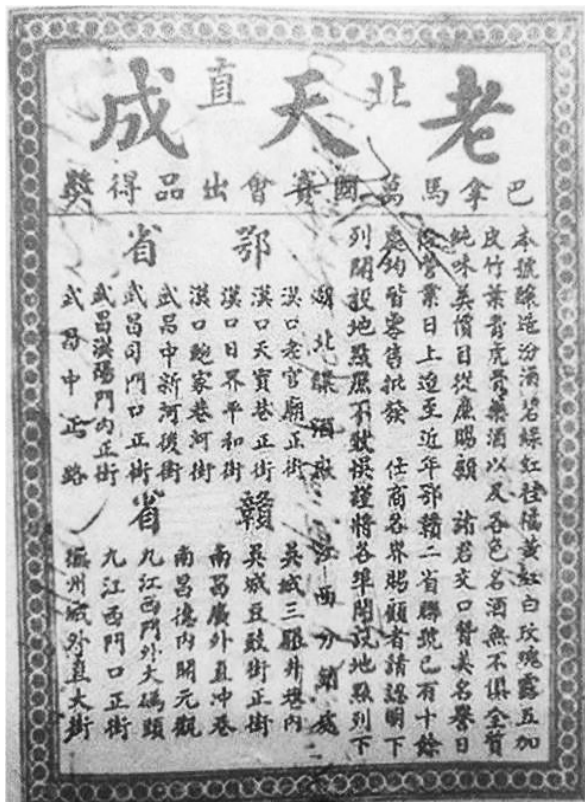 直北
老天成
巴拿馬萬國賽會出品得獎
本號釀造汾酒碧綠紅桂橘黃紅白玫瑰露五加
皮竹葉青虎骨藥酒以及各色名酒無不俱全質
純味美價目從廉賜顧 諸君交口贊美名譽日
營業日上迨至近年鄂贛二省聯號已有十餘
處均皆零售批發 仕商各界賜顧者請認明下
列開設地點庶不致悞謹將各埠開設地點列下
鄂省
湖北釀酒廠
漢口老官廟正街
漢口天寶巷正街
漢口日界平和街
漢口鮑家巷河街
武昌中新河後街
武昌司門口正街
武昌漢陽門內正街
武昌中正路
贛省
江西分銷處
吳城三眼井巷內
吳城豆豉街正街
南昌廣外直冲巷
南昌德內開元觀
九江西門外大碼頭
九江西門口正街
撫州城外直大街